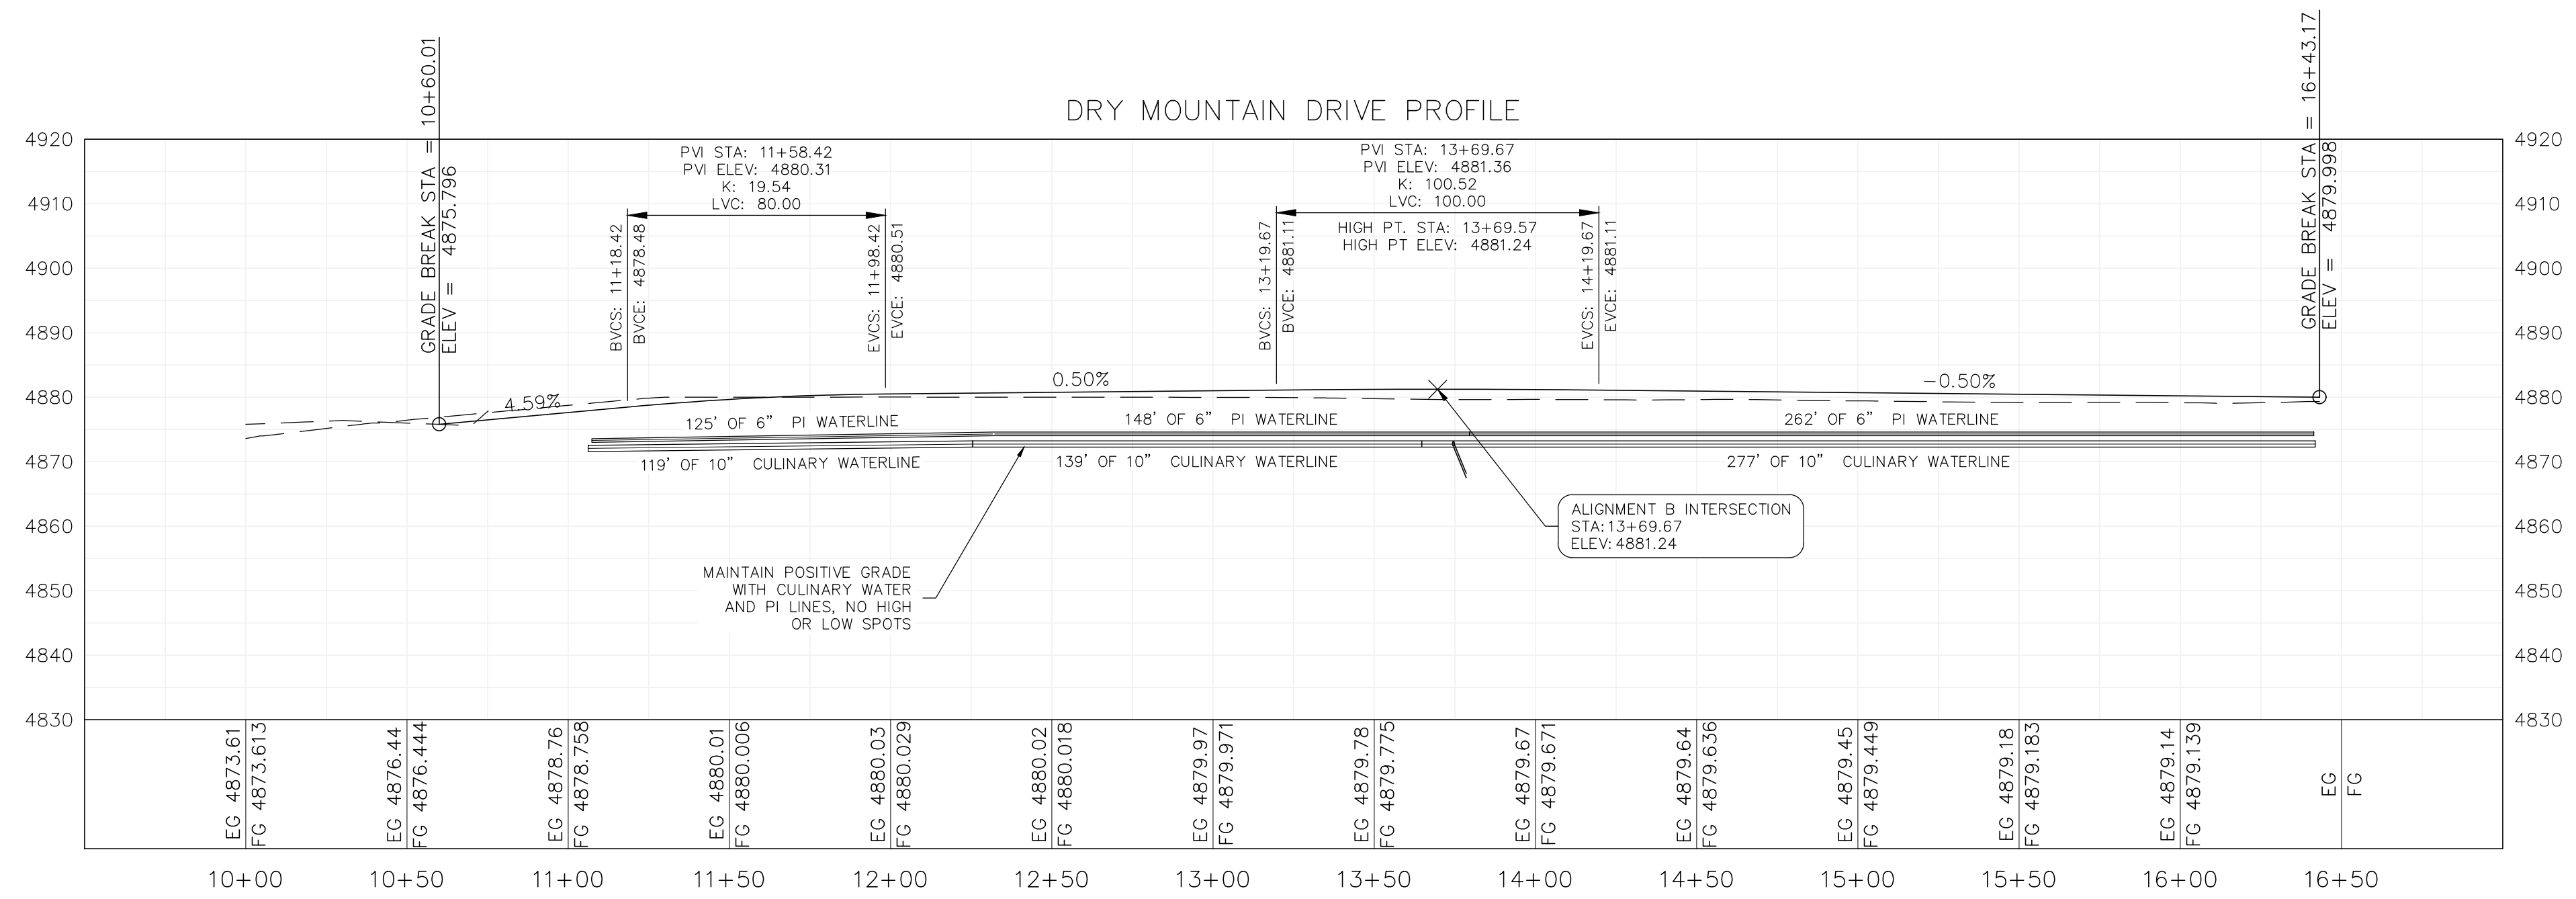 DRY MOUNTAIN DRIVE PROFILE
GRADE BREAK STA = 10+60.01
ELEV = 4875.796
GRADE BREAK STA = 16+43.17
ELEV = 4879.998
PVI STA: 11+58.42
PVI ELEV: 4880.31
K: 19.54
LVC: 80.00
BVCS: 11+18.42
BVCE: 4878.48
EVCS: 11+98.42
EVCE: 4880.51
PVI STA: 13+69.67
PVI ELEV: 4881.36
K: 100.52
LVC: 100.00
HIGH PT. STA: 13+69.57
HIGH PT ELEV: 4881.24
BVCS: 13+19.67
BVCE: 4881.11
EVCS: 14+19.67
EVCE: 4881.11
4920
4910
4900
4890
4880
4870
4860
4850
4840
4830
4920
4910
4900
4890
4880
4870
4860
4850
4840
4830
4.59%
0.50%
-0.50%
125' OF 6" PI WATERLINE
148' OF 6" PI WATERLINE
262' OF 6" PI WATERLINE
119' OF 10" CULINARY WATERLINE
139' OF 10" CULINARY WATERLINE
277' OF 10" CULINARY WATERLINE
ALIGNMENT B INTERSECTION
STA:13+69.67
ELEV:4881.24
MAINTAIN POSITIVE GRADE
WITH CULINARY WATER
AND PI LINES, NO HIGH
OR LOW SPOTS
EG 4873.61
FG 4873.613
EG 4876.44
FG 4876.444
EG 4878.76
FG 4878.758
EG 4880.01
FG 4880.006
EG 4880.03
FG 4880.029
EG 4880.02
FG 4880.018
EG 4879.97
FG 4879.971
EG 4879.78
FG 4879.775
EG 4879.67
FG 4879.671
EG 4879.64
FG 4879.636
EG 4879.45
FG 4879.449
EG 4879.18
FG 4879.183
EG 4879.14
FG 4879.139
EG
FG
10+00
10+50
11+00
11+50
12+00
12+50
13+00
13+50
14+00
14+50
15+00
15+50
16+00
16+50